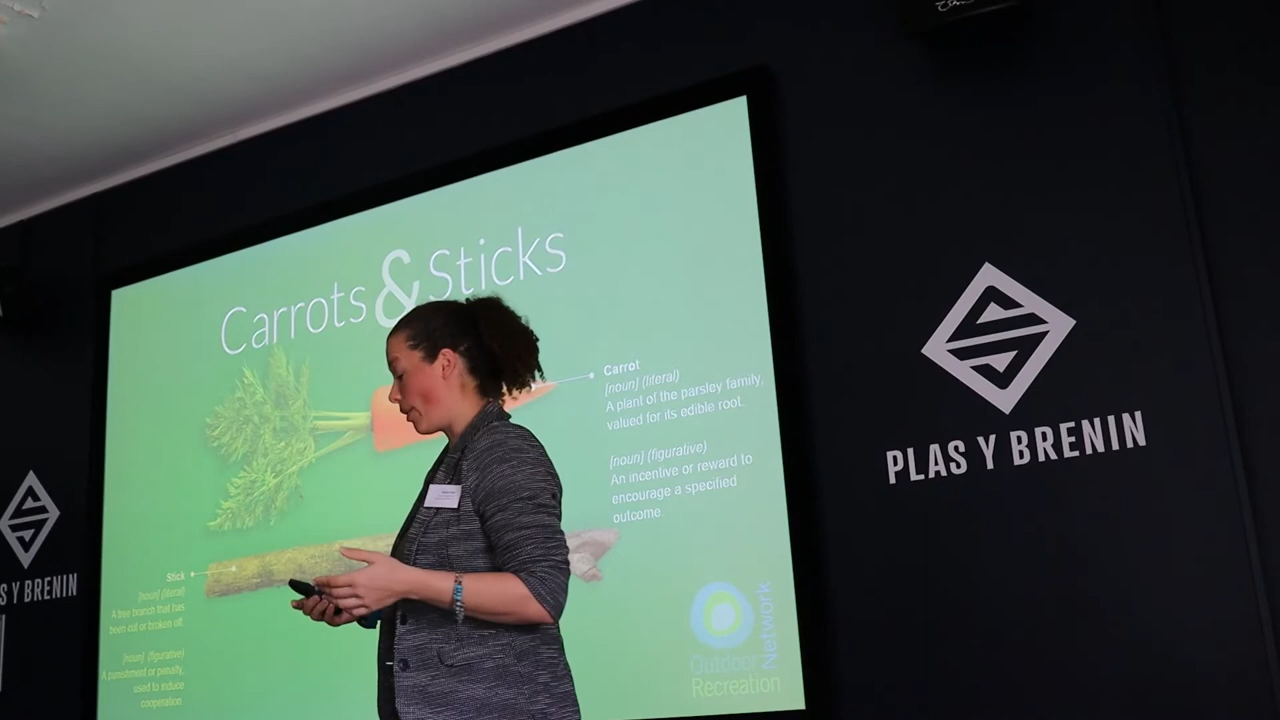 Carrots & Sticks
Carrot
[noun] (literal)
A plant of the parsley family,
valued for its edible root.
[noun] (figurative)
An incentive or reward to
encourage a specified
outcome.
Stick
[noun] (literal)
A tree branch that has
been cut or broken off.
[noun] (figurative)
A punishment or penalty,
used to induce
cooperation
Outdoor
Recreation
Network
PLAS Y BRENIN
S Y BRENIN